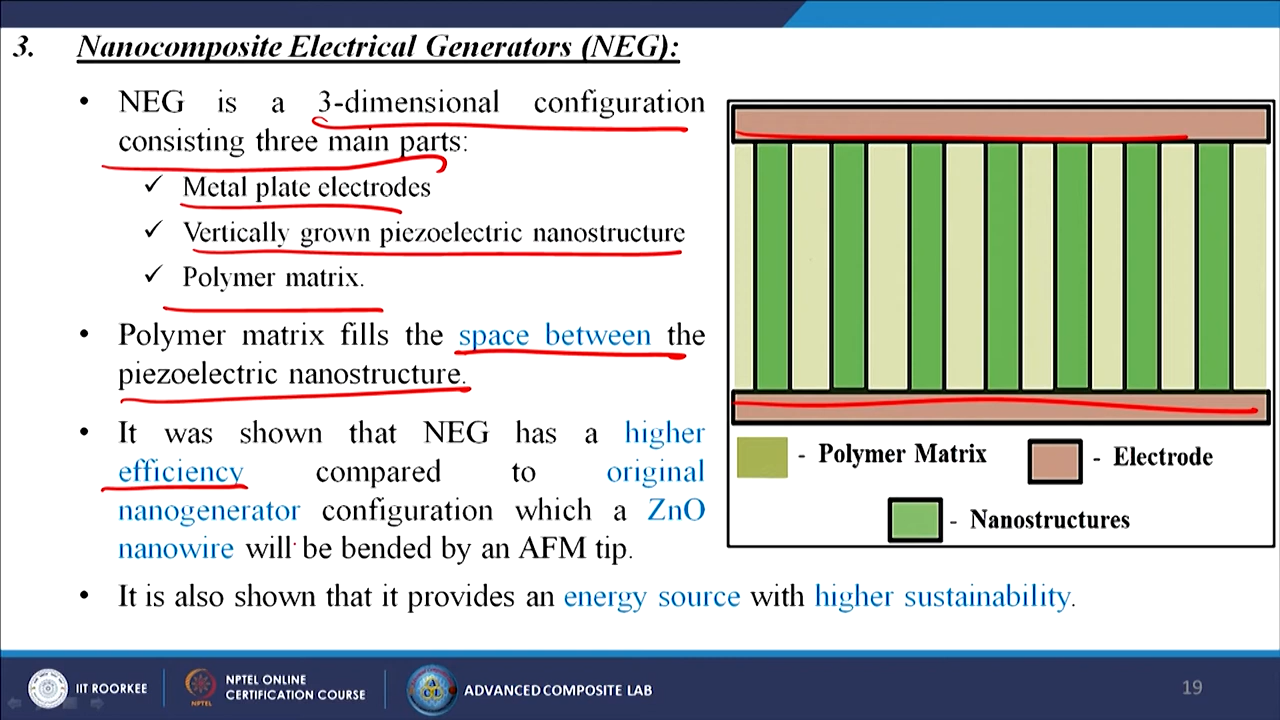 3. Nanocomposite Electrical Generators (NEG):
• NEG is a 3-dimensional configuration
consisting three main parts:
✓ Metal plate electrodes
✓ Vertically grown piezoelectric nanostructure
✓ Polymer matrix.
• Polymer matrix fills the space between the
piezoelectric nanostructure.
• It was shown that NEG has a higher
efficiency compared to original
nanogenerator configuration which a ZnO
nanowire will be bended by an AFM tip.
• It is also shown that it provides an energy source with higher sustainability.
- Polymer Matrix
- Electrode
- Nanostructures
IIT ROORKEE
NPTEL
NPTEL ONLINE
CERTIFICATION COURSE
ADVANCED COMPOSITE LAB
19